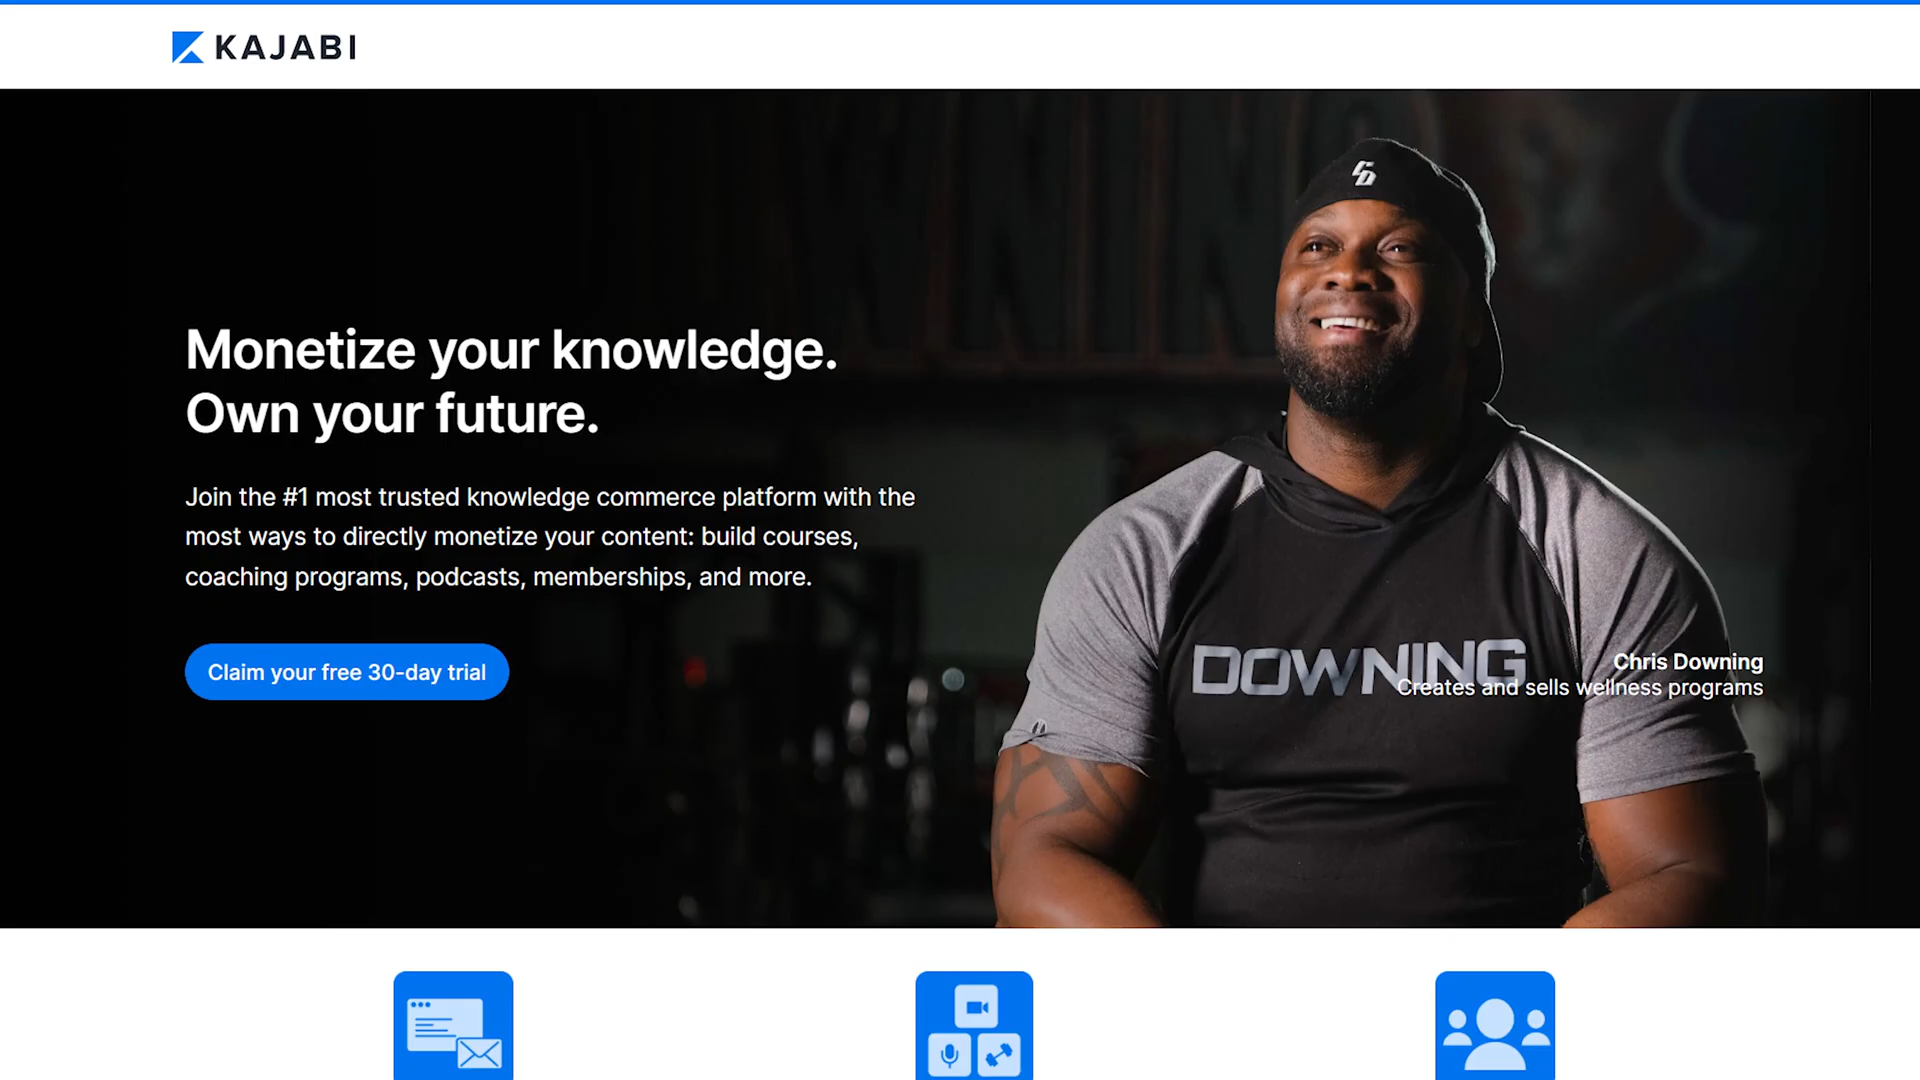 KAJABI
CD
Monetize your knowledge.
Own your future.
Join the #1 most trusted knowledge commerce platform with the
most ways to directly monetize your content: build courses,
coaching programs, podcasts, memberships, and more.
Claim your free 30-day trial
DOWNING
Chris Downing
Creates and sells wellness programs